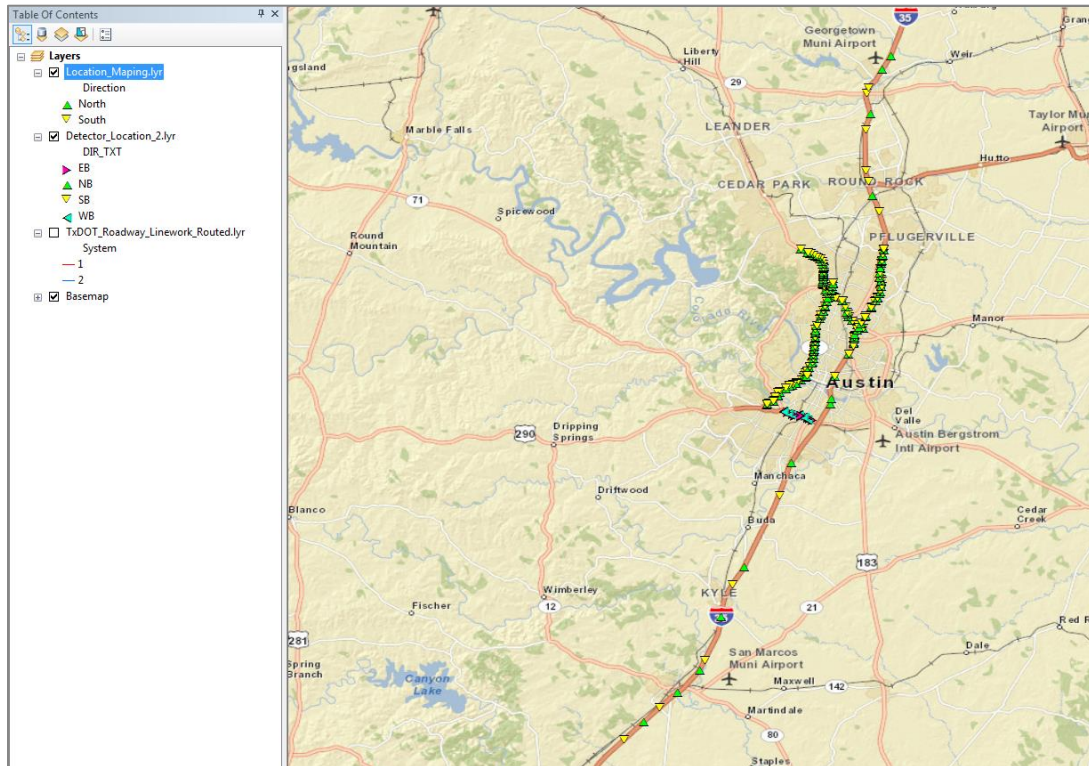 Table Of Contents
Layers
Location_Maping.lyr
Direction
North
South
Detector_Location_2.lyr
DIR_TXT
EB
NB
SB
WB
TxDOT_Roadway_Linework_Routed.lyr
System
1
2
Basemap
35
Georgetown
Muni Airport
Weir
Liberty
Hill
29
LEANDER
Marble Falls
Hutto
CEDAR PARK
ROUND ROCK
71
Spicewood
Round
Mountain
PFLUGERVILLE
Manor
Austin
Del
Valle
290
Dripping
Springs
Austin Bergstrom
Intl Airport
Manchaca
Driftwood
Blanco
Cedar
Creek
Buda
183
KYLE
Wimberley
12
21
Fischer
281
Spring
Branch
San Marcos
Muni Airport
Dale
Canyon
Lake
Maxwell
142
Martindale
80
Staples